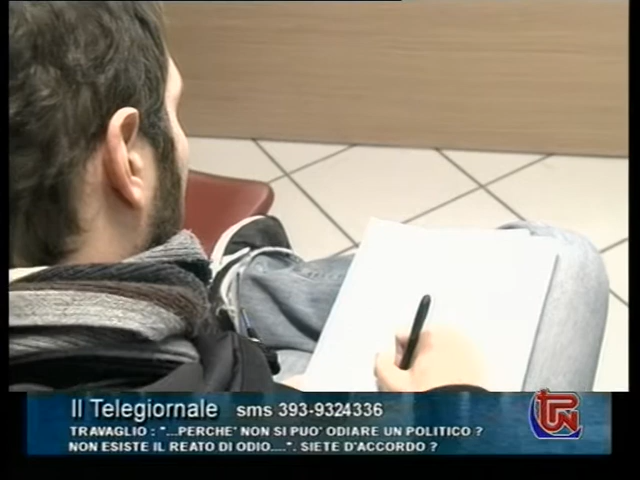 Il Telegiornale sms 393-9324336
TRAVAGLIO : "...PERCHE' NON SI PUO' ODIARE UN POLITICO ?
NON ESISTE IL REATO DI ODIO....". SIETE D'ACCORDO ?
TRN